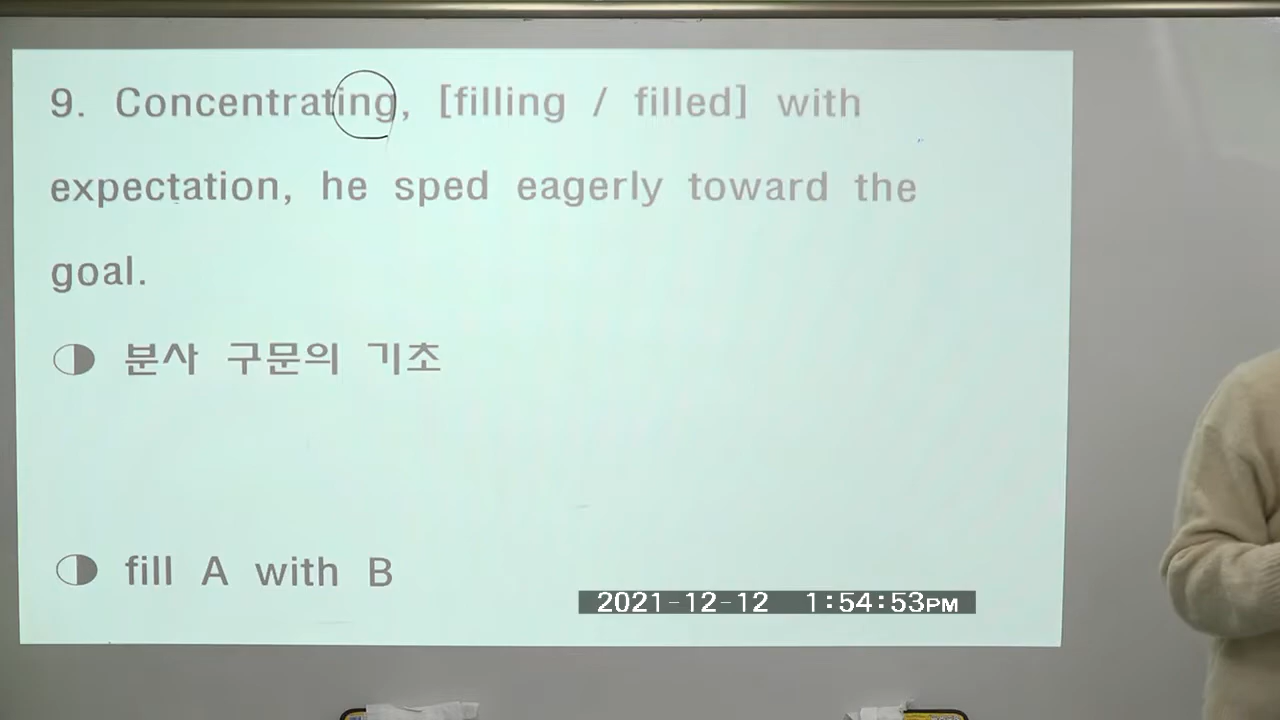 9. Concentrating, [filling / filled] with
expectation, he sped eagerly toward the
goal.
◑ 분사 구문의 기초
◑ fill A with B
2021-12-12 1:54:53PM